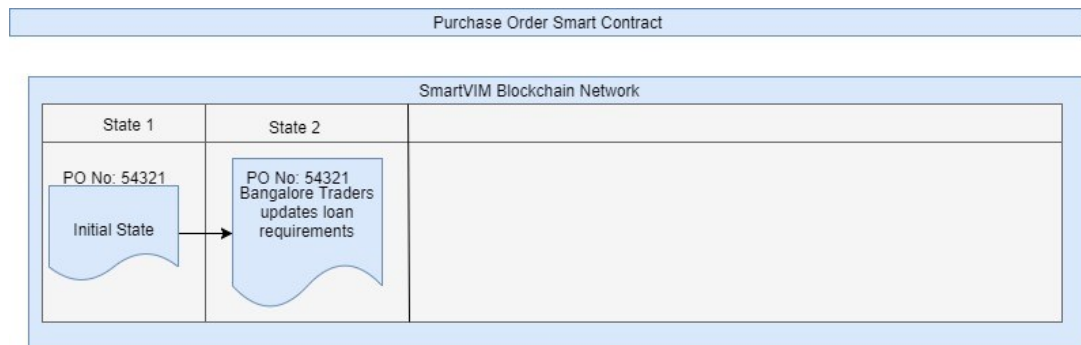 Purchase Order Smart Contract
SmartVIM Blockchain Network
State 1
State 2
PO No: 54321
Initial State
PO No: 54321
Bangalore Traders
updates loan
requirements